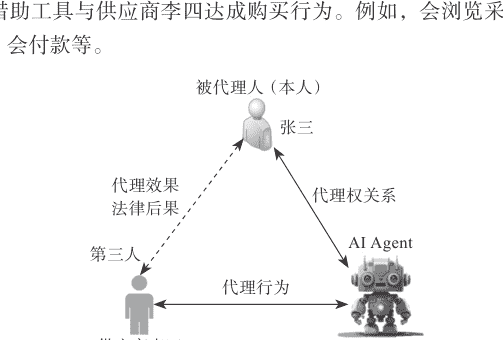 借助工具与供应商李四达成购买行为。例如，会浏览采
会付款等。
被代理人（本人）
张三
代理效果
法律后果
代理权关系
第三人
AI Agent
代理行为